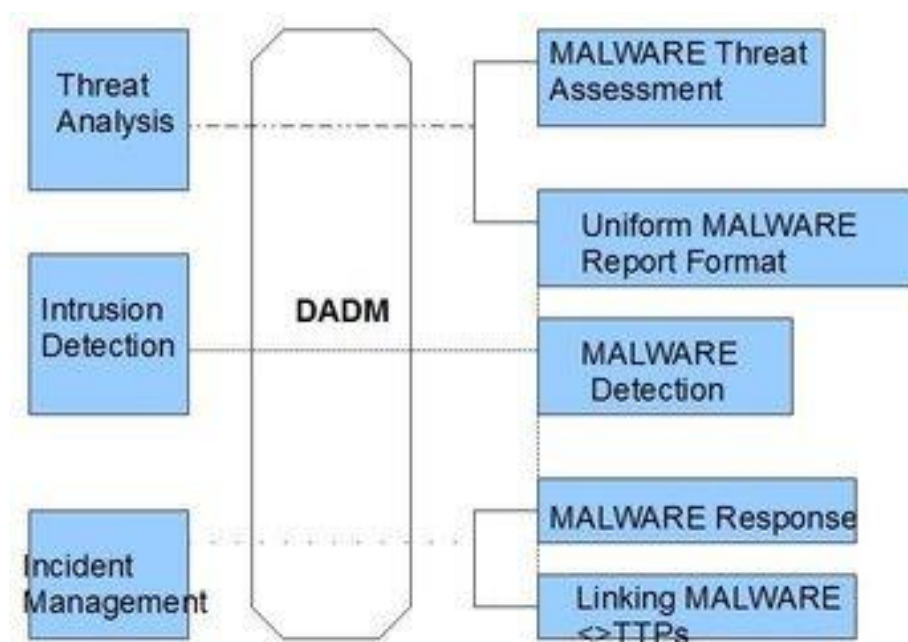 Threat
Analysis
Intrusion
Detection
Incident
Management
DADM
MALWARE Threat
Assessment
Uniform MALWARE
Report Format
MALWARE
Detection
MALWARE Response
Linking MALWARE
<>TTPs